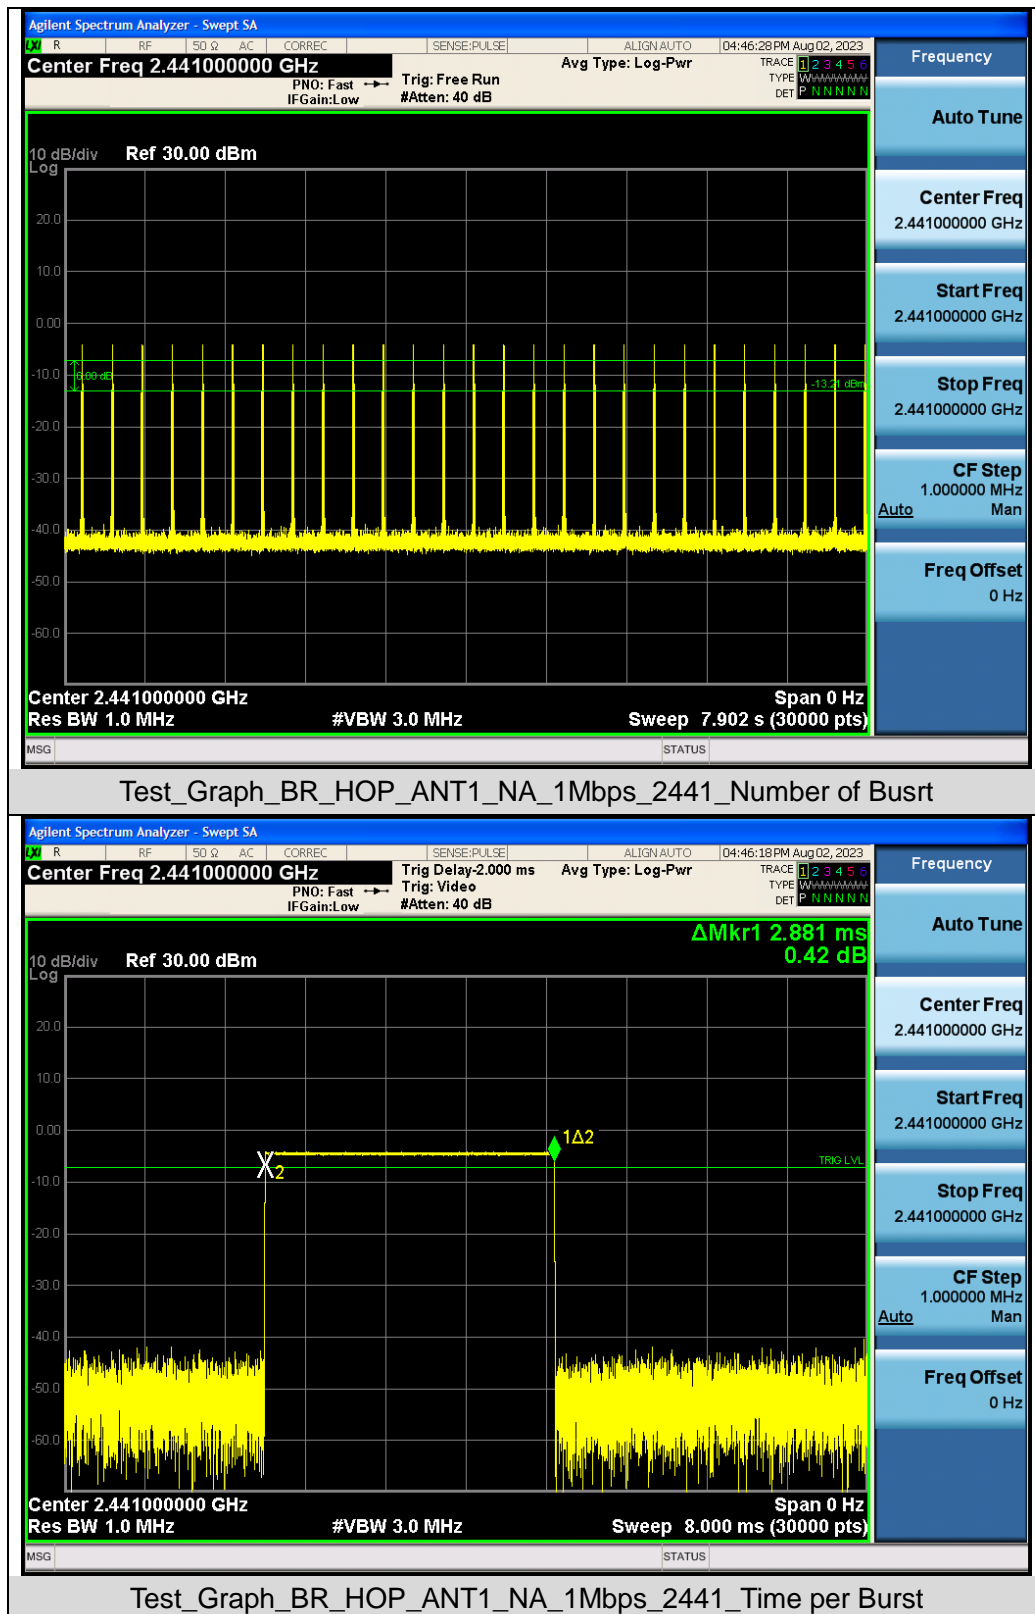 Agilent Spectrum Analyzer - Swept SA
LXI R RF 50 Ω AC CORREC SENSE:PULSE ALIGN AUTO 04:46:28 PM Aug 02, 2023
Center Freq 2.441000000 GHz
PNO: Fast
IFGain:Low
Trig: Free Run
#Atten: 40 dB
Avg Type: Log-Pwr
TRACE 1 2 3 4 5 6
TYPE
DET P N N N N N
10 dB/div Ref 30.00 dBm
Log
20.0
10.0
0.00
-10.0
-13.21 dBm
-20.0
-30.0
-40.0
-50.0
-60.0
Center 2.441000000 GHz Span 0 Hz
Res BW 1.0 MHz #VBW 3.0 MHz Sweep 7.902 s (30000 pts)
MSG STATUS
Frequency
Auto Tune
Center Freq
2.441000000 GHz
Start Freq
2.441000000 GHz
Stop Freq
2.441000000 GHz
CF Step
1.000000 MHz
Auto Man
Freq Offset
0 Hz
Test_Graph_BR_HOP_ANT1_NA_1Mbps_2441_Number of Busrt
Agilent Spectrum Analyzer - Swept SA
LXI R RF 50 Ω AC CORREC SENSE:PULSE ALIGN AUTO 04:46:18 PM Aug 02, 2023
Center Freq 2.441000000 GHz
PNO: Fast
IFGain:Low
Trig Delay-2.000 ms
Trig: Video
#Atten: 40 dB
Avg Type: Log-Pwr
TRACE 1 2 3 4 5 6
TYPE
DET P N N N N N
ΔMkr1 2.881 ms
0.42 dB
10 dB/div Ref 30.00 dBm
Log
20.0
10.0
0.00
1Δ2
TRIG LVL
2
-10.0
-20.0
-30.0
-40.0
-50.0
-60.0
Center 2.441000000 GHz Span 0 Hz
Res BW 1.0 MHz #VBW 3.0 MHz Sweep 8.000 ms (30000 pts)
MSG STATUS
Frequency
Auto Tune
Center Freq
2.441000000 GHz
Start Freq
2.441000000 GHz
Stop Freq
2.441000000 GHz
CF Step
1.000000 MHz
Auto Man
Freq Offset
0 Hz
Test_Graph_BR_HOP_ANT1_NA_1Mbps_2441_Time per Burst